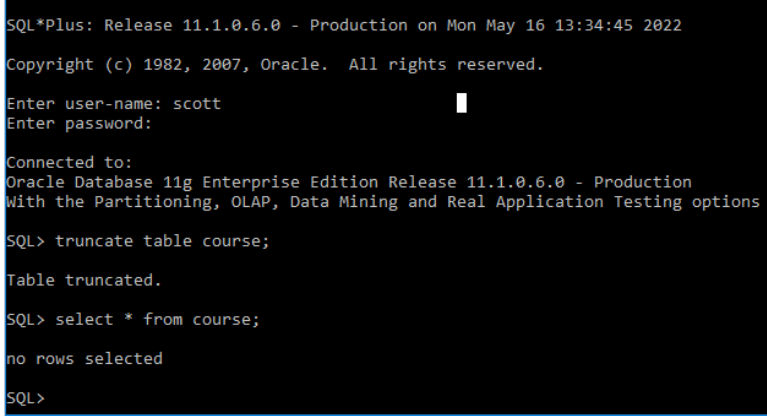 SQL*Plus: Release 11.1.0.6.0 - Production on Mon May 16 13:34:45 2022
Copyright (c) 1982, 2007, Oracle.  All rights reserved.
Enter user-name: scott
Enter password:
Connected to:
Oracle Database 11g Enterprise Edition Release 11.1.0.6.0 - Production
With the Partitioning, OLAP, Data Mining and Real Application Testing options
SQL> truncate table course;
Table truncated.
SQL> select * from course;
no rows selected
SQL>